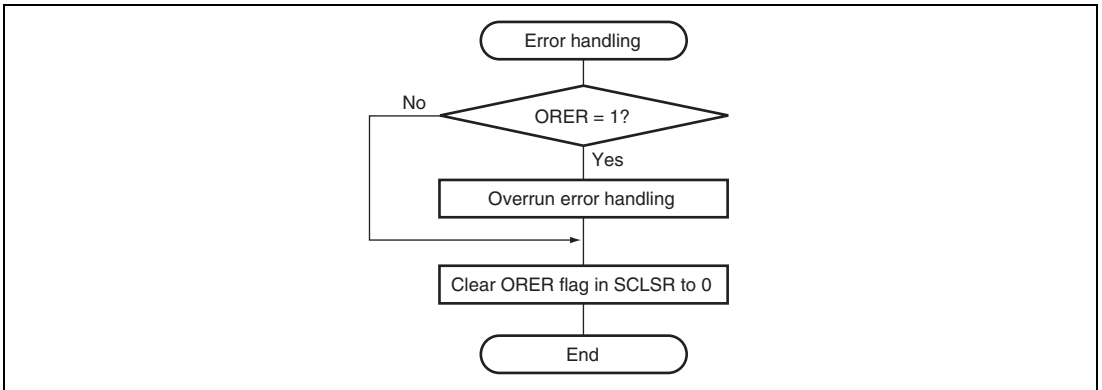 Error handling
No
ORER = 1?
Yes
Overrun error handling
Clear ORER flag in SCLSR to 0
End